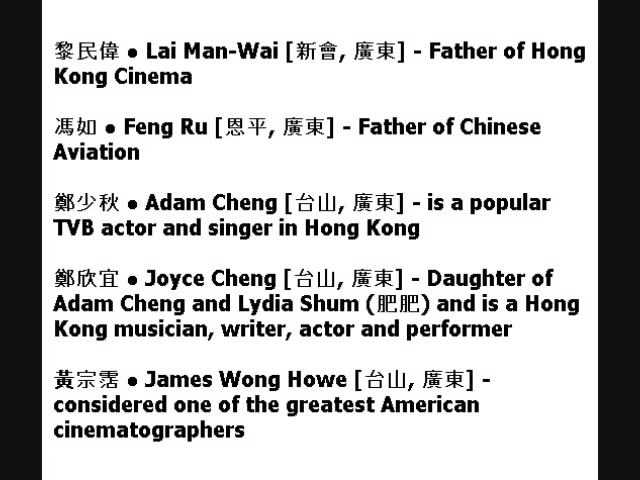 黎民偉 ● Lai Man-Wai [新會, 廣東] - Father of Hong
Kong Cinema
馮如 ● Feng Ru [恩平, 廣東] - Father of Chinese
Aviation
鄭少秋 ● Adam Cheng [台山, 廣東] - is a popular
TVB actor and singer in Hong Kong
鄭欣宜 ● Joyce Cheng [台山, 廣東] - Daughter of
Adam Cheng and Lydia Shum (肥肥) and is a Hong
Kong musician, writer, actor and performer
黃宗霑 ● James Wong Howe [台山, 廣東] -
considered one of the greatest American
cinematographers